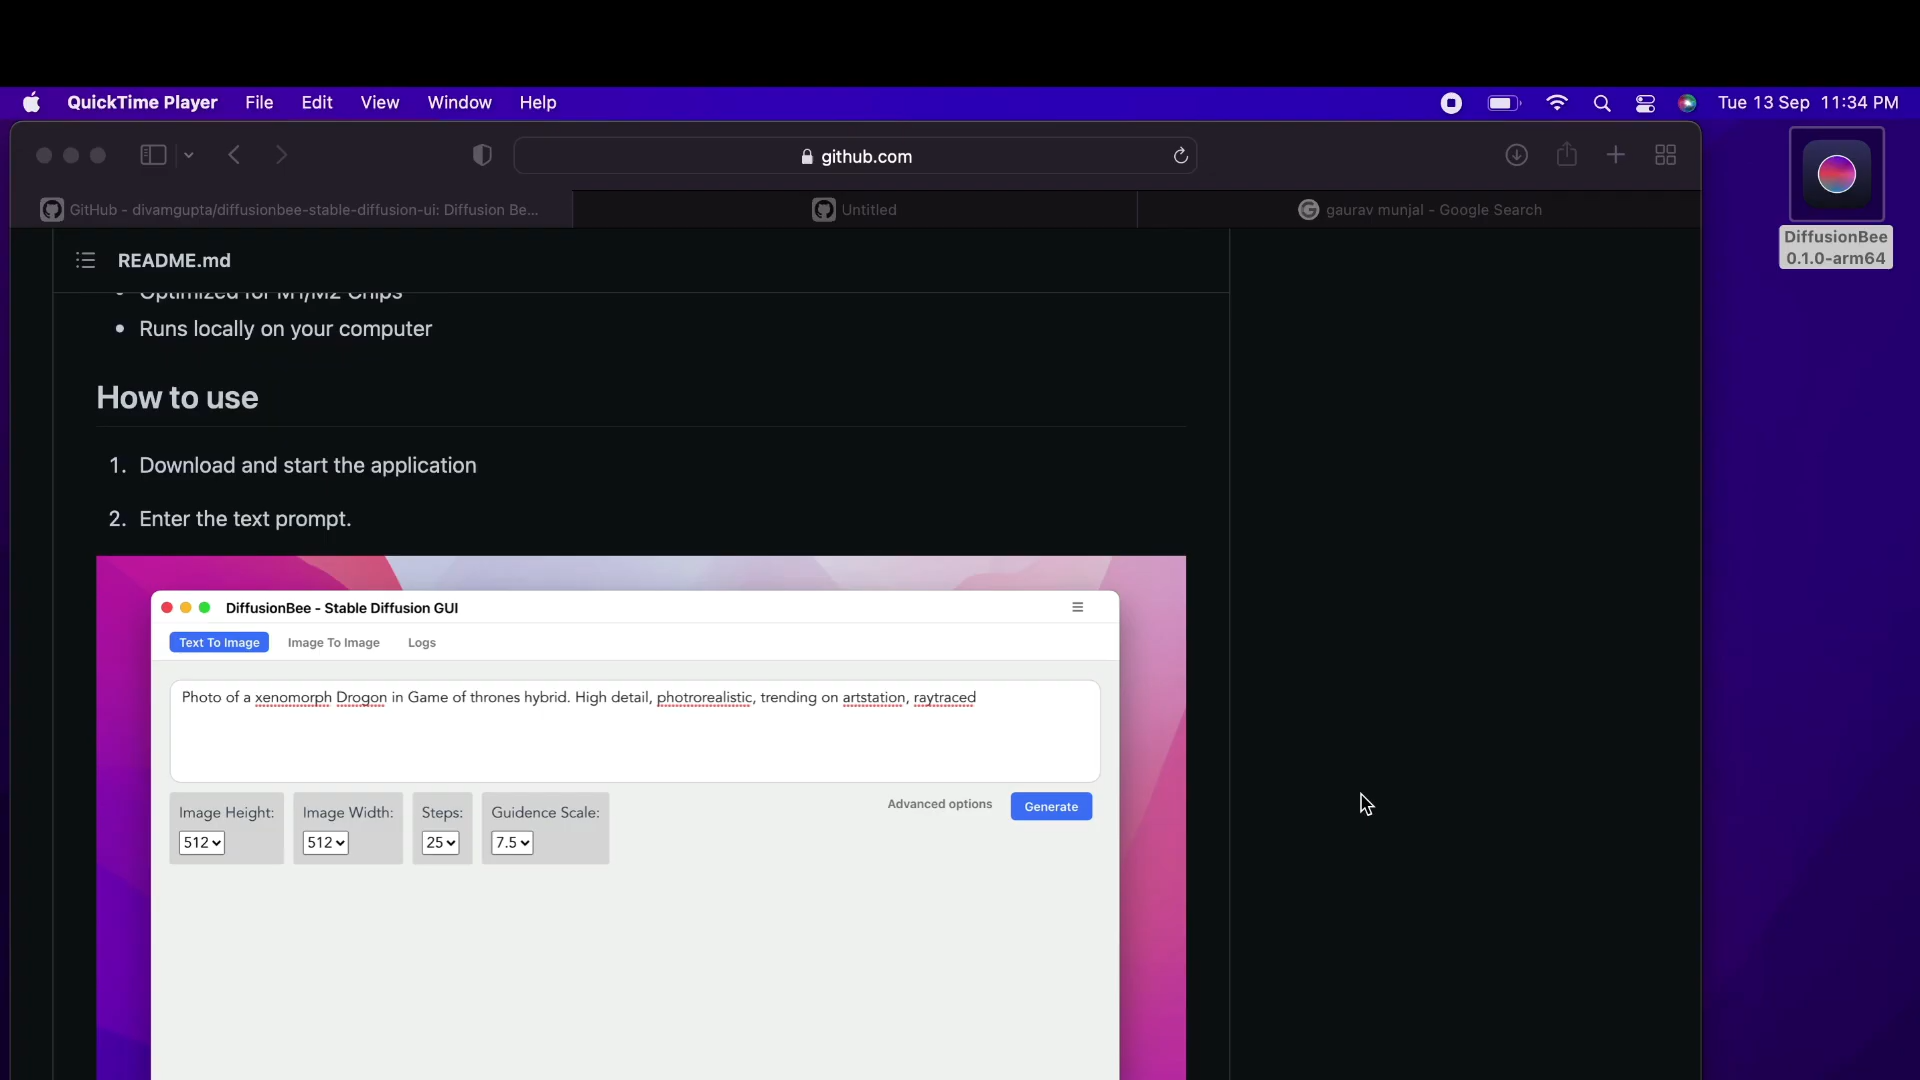 QuickTime Player File Edit View Window Help Tue 13 Sep 11:34 PM
github.com
GitHub - divamgupta/diffusionbee-stable-diffusion-ui: Diffusion Be... Untitled gaurav munjal - Google Search
DiffusionBee
0.1.0-arm64
README.md
Optimized for M1/M2 Chips
• Runs locally on your computer
How to use
1. Download and start the application
2. Enter the text prompt.
DiffusionBee - Stable Diffusion GUI
Text To Image Image To Image Logs
Photo of a xenomorph Drogon in Game of thrones hybrid. High detail, photrorealistic, trending on artstation, raytraced
Image Height: Image Width: Steps: Guidence Scale: Advanced options Generate
512 512 25 7.5